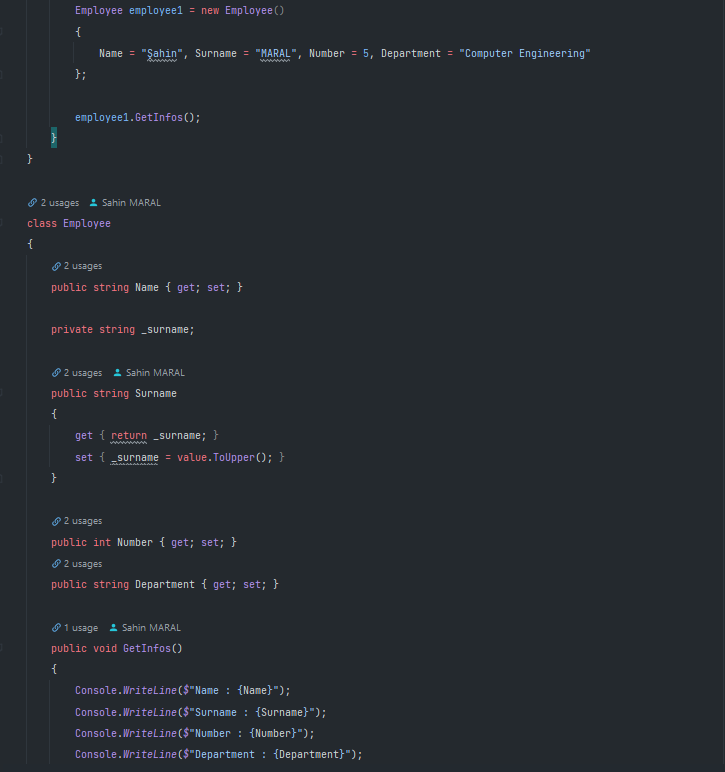 Employee employee1 = new Employee()
{
Name = "Şahin", Surname = "MARAL", Number = 5, Department = "Computer Engineering"
};
employee1.GetInfos();
}
}
2 usages Sahin MARAL
class Employee
{
2 usages
public string Name { get; set; }
private string _surname;
2 usages Sahin MARAL
public string Surname
{
get { return _surname; }
set { _surname = value.ToUpper(); }
}
2 usages
public int Number { get; set; }
2 usages
public string Department { get; set; }
1 usage Sahin MARAL
public void GetInfos()
{
Console.WriteLine($"Name : {Name}");
Console.WriteLine($"Surname : {Surname}");
Console.WriteLine($"Number : {Number}");
Console.WriteLine($"Department : {Department}");